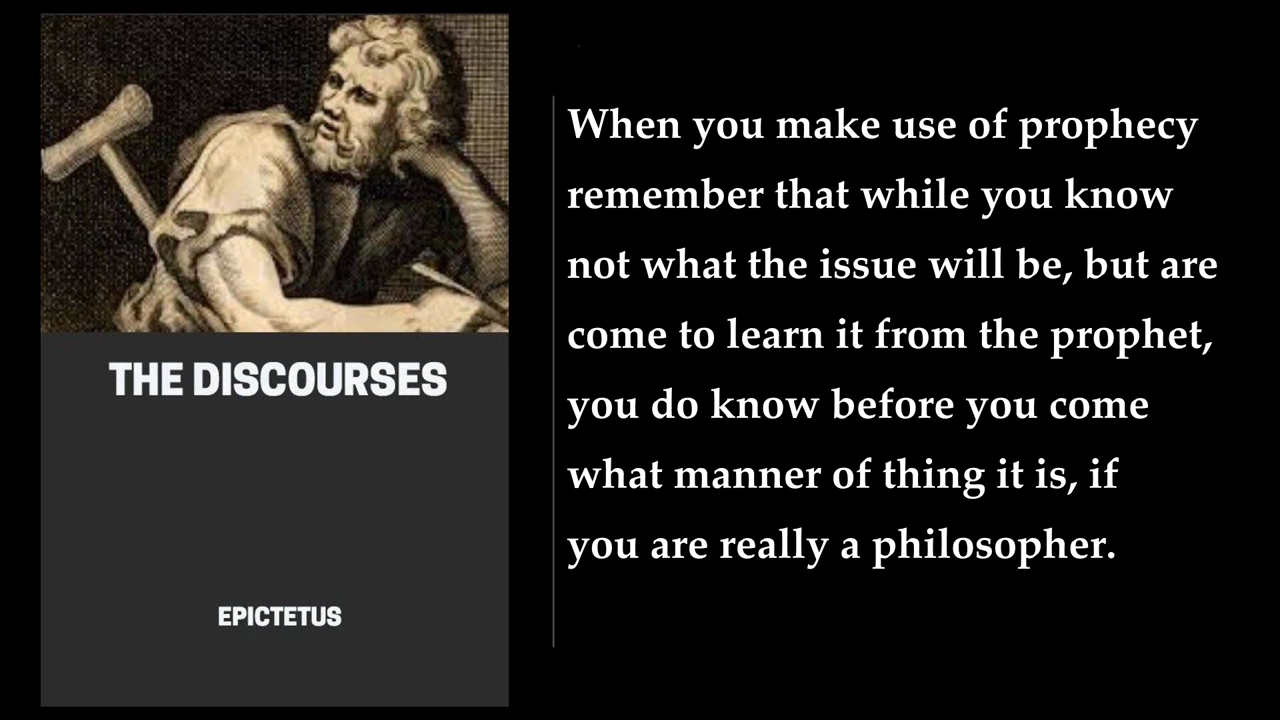 THE DISCOURSES
EPICTETUS
When you make use of prophecy
remember that while you know
not what the issue will be, but are
come to learn it from the prophet,
you do know before you come
what manner of thing it is, if
you are really a philosopher.